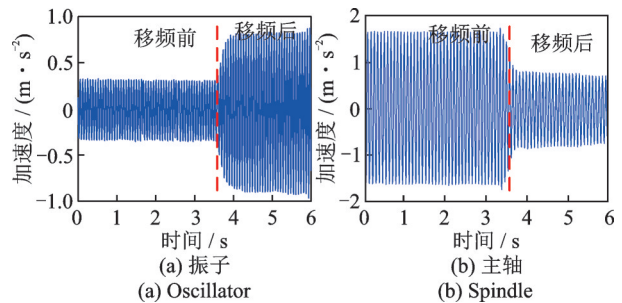 移频前
移频后
加速度 / (m·s⁻²)
1.0
0.5
0
−0.5
−1.0
0 1 2 3 4 5 6
时间 / s
(a) 振子
(a) Oscillator
移频前
移频后
加速度 / (m·s⁻²)
2
1
0
−1
−2
0 1 2 3 4 5 6
时间 / s
(b) 主轴
(b) Spindle